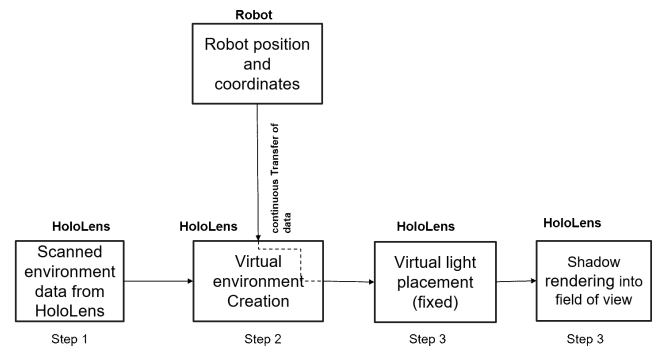 Robot
Robot position
and
coordinates
continuous Transfer of
data
HoloLens
Scanned
environment
data from
HoloLens
Step 1
HoloLens
Virtual
environment
Creation
Step 2
HoloLens
Virtual light
placement
(fixed)
Step 3
HoloLens
Shadow
rendering into
field of view
Step 3